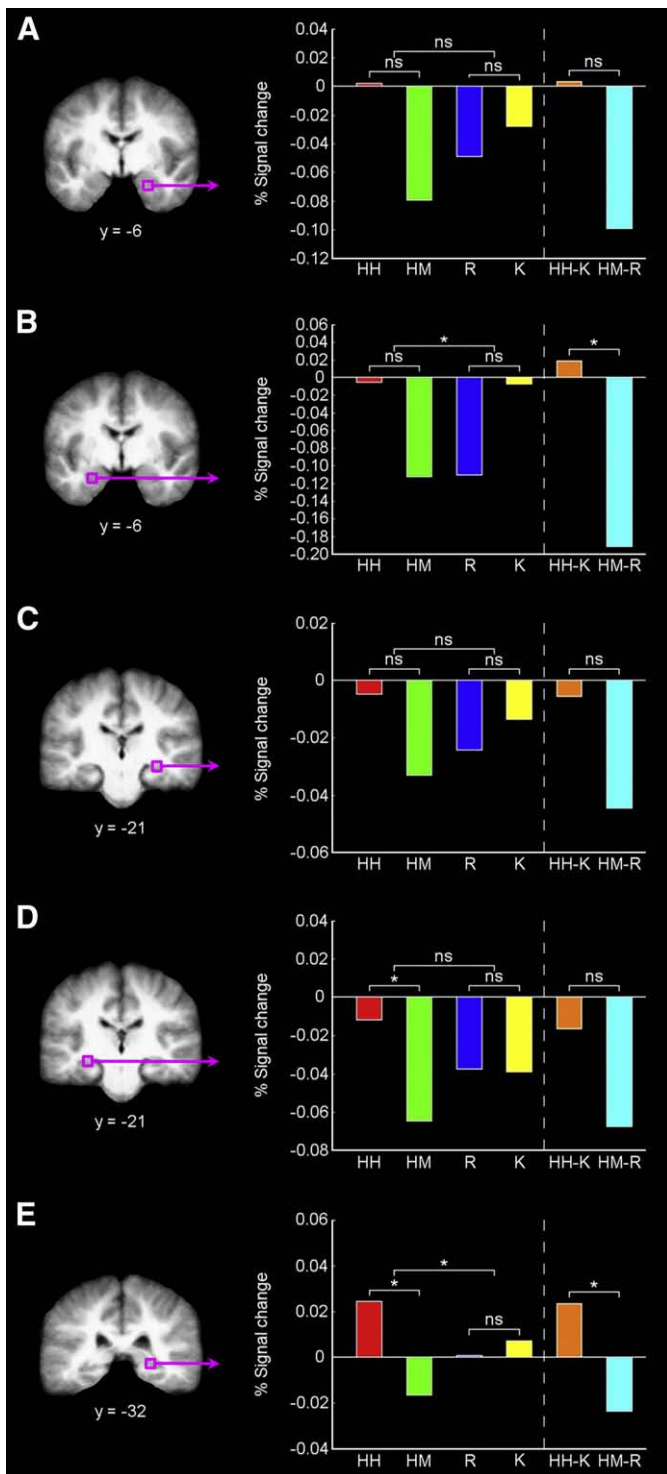 A
% Signal change
0.04
0.02
0
-0.02
-0.04
-0.06
-0.08
-0.10
-0.12
ns
ns ns ns
HH HM R K HH-K HM-R
y = -6
B
% Signal change
0.06
0.04
0.02
0
-0.02
-0.04
-0.06
-0.08
-0.10
-0.12
-0.14
-0.16
-0.18
-0.20
*
ns ns *
HH HM R K HH-K HM-R
y = -6
C
% Signal change
0.02
0
-0.02
-0.04
-0.06
ns
ns ns ns
HH HM R K HH-K HM-R
y = -21
D
% Signal change
0.04
0.02
0
-0.02
-0.04
-0.06
-0.08
ns
* ns ns
HH HM R K HH-K HM-R
y = -21
E
% Signal change
0.06
0.04
0.02
0
-0.02
-0.04
*
* ns *
HH HM R K HH-K HM-R
y = -32